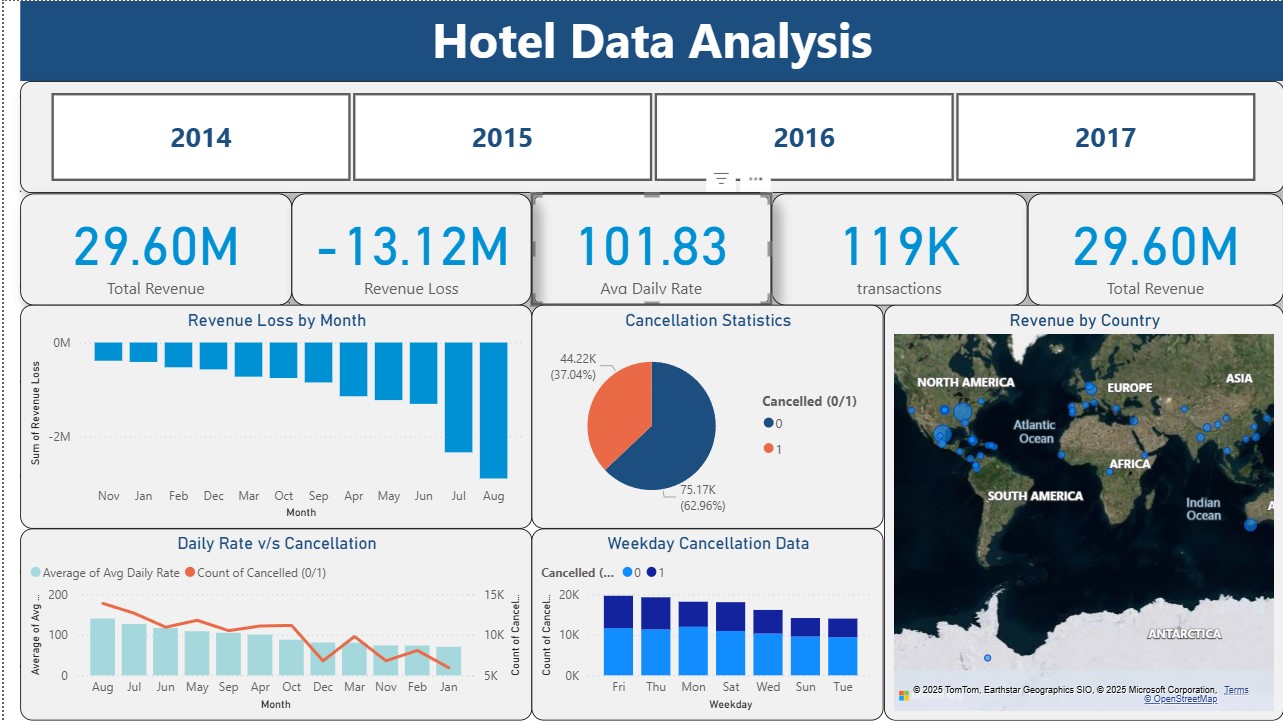 Hotel Data Analysis
2014
2015
2016
2017
29.60M
Total Revenue
-13.12M
Revenue Loss
101.83
Avg Daily Rate
119K
transactions
29.60M
Total Revenue
Revenue Loss by Month
Sum of Revenue Loss
0M
-2M
Nov Jan Feb Dec Mar Oct Sep Apr May Jun Jul Aug
Month
Cancellation Statistics
44.22K
(37.04%)
75.17K
(62.96%)
Cancelled (0/1)
0
1
Revenue by Country
NORTH AMERICA
EUROPE
ASIA
Atlantic
Ocean
AFRICA
SOUTH AMERICA
Indian
Ocean
A
ANTARCTICA
© 2025 TomTom, Earthstar Geographics SIO, © 2025 Microsoft Corporation, Terms
© OpenStreetMap
Daily Rate v/s Cancellation
Average of Avg Daily Rate Count of Cancelled (0/1)
Average of Avg ...
200
100
0
15K
10K
5K
Count of Cancel...
Aug Jul Jun May Sep Apr Oct Dec Mar Nov Feb Jan
Month
Weekday Cancellation Data
Cancelled (... 0 1
Count of Cancel...
20K
10K
0K
Fri Thu Mon Sat Wed Sun Tue
Weekday